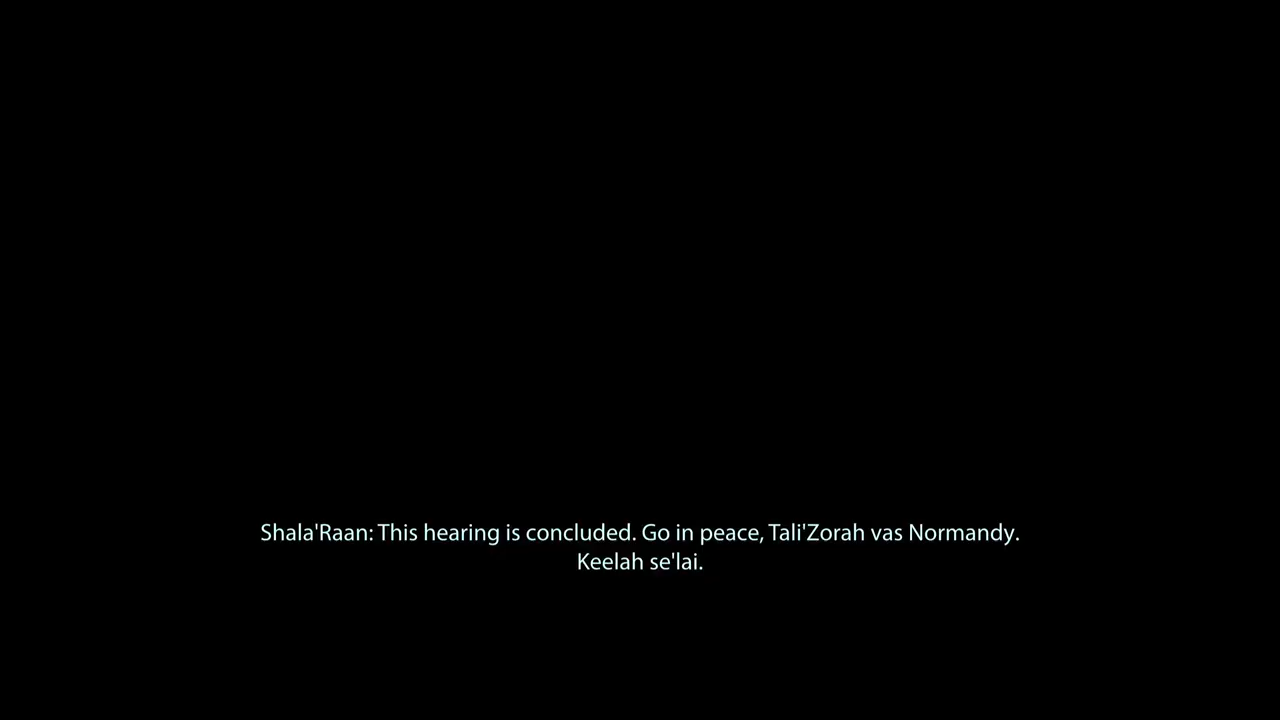 Shala'Raan: This hearing is concluded. Go in peace, Tali'Zorah vas Normandy.
Keelah se'lai.